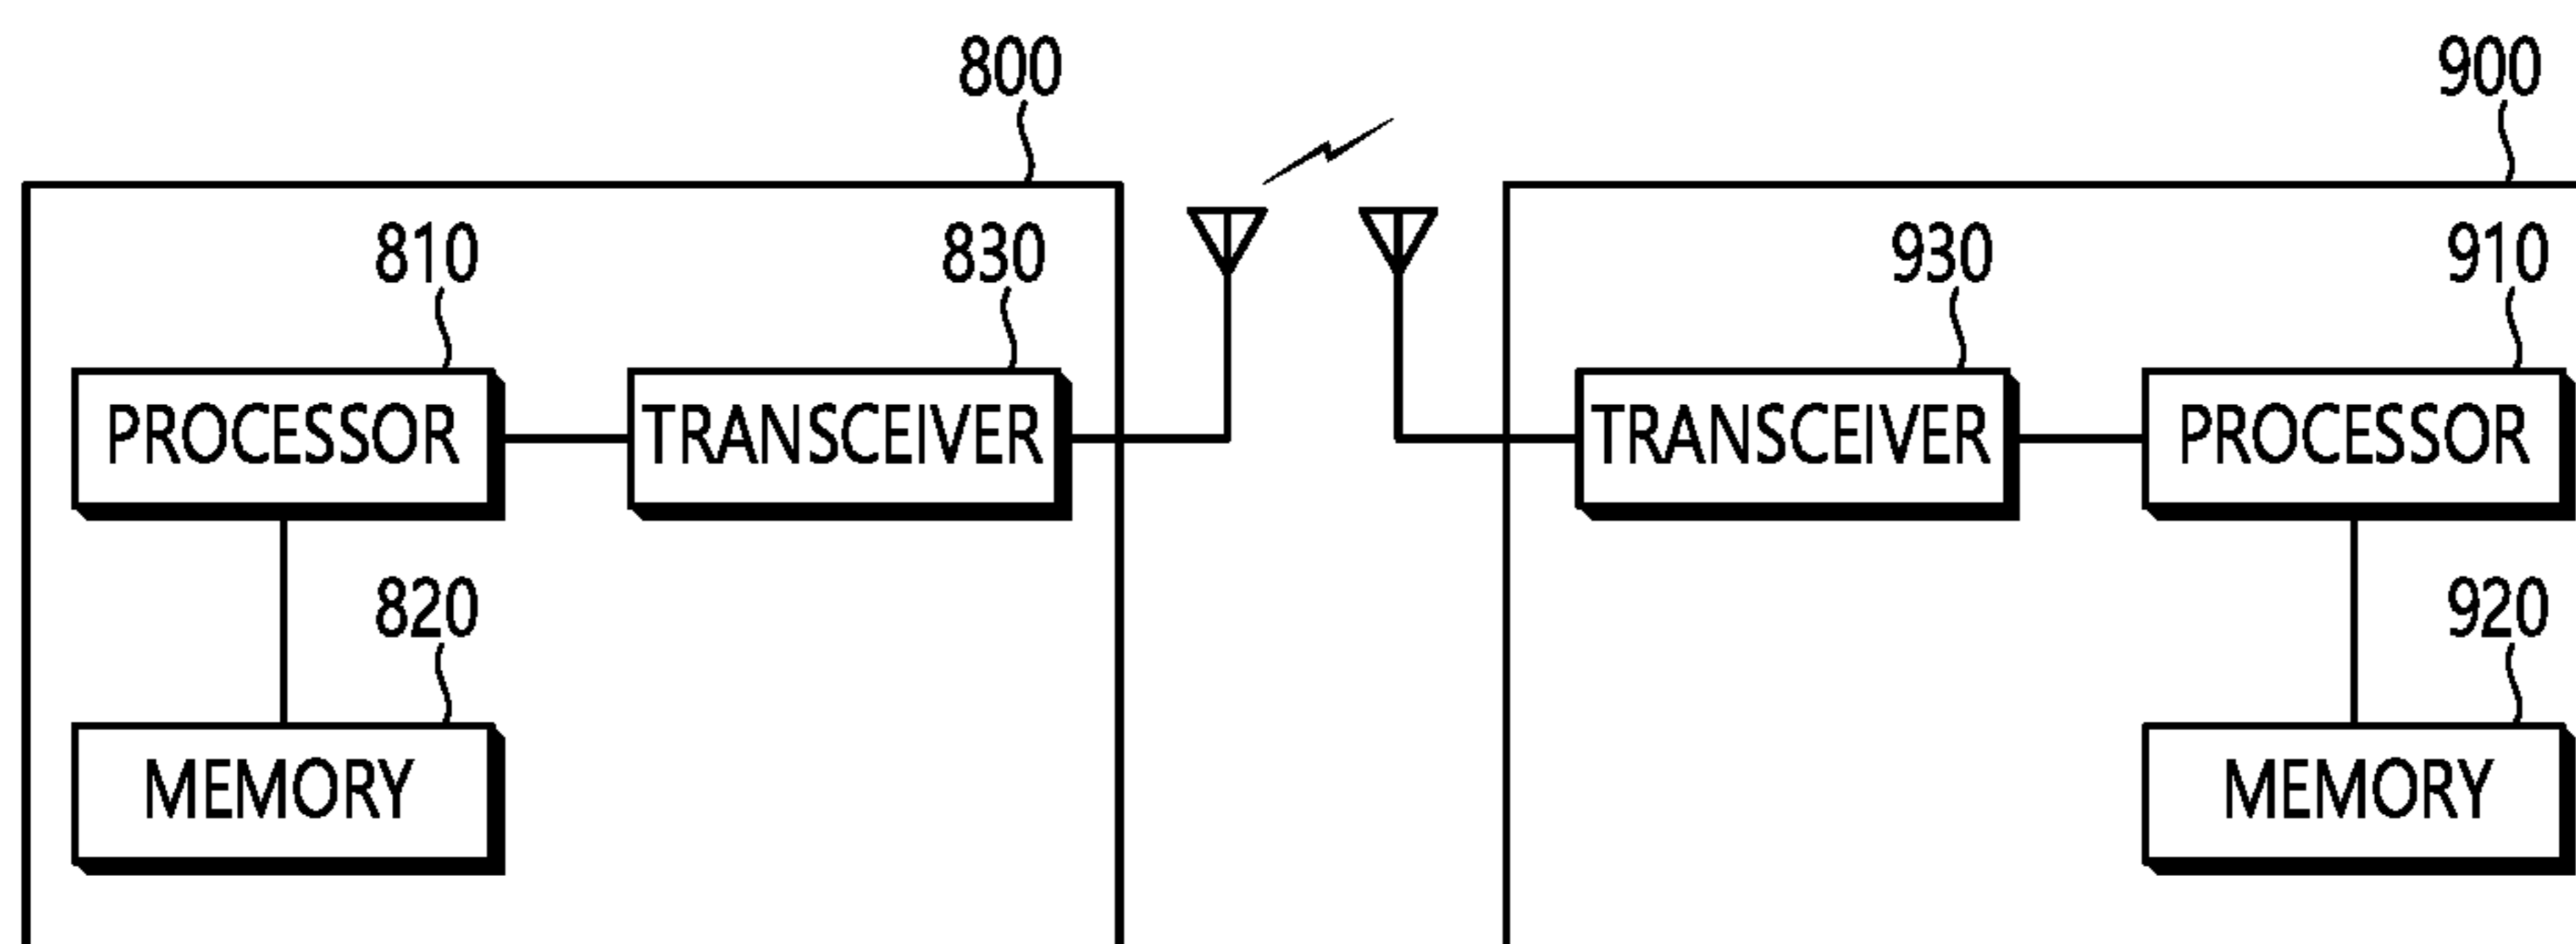 800 900
810 830 930 910
PROCESSOR TRANSCEIVER TRANSCEIVER PROCESSOR
820 920
MEMORY MEMORY